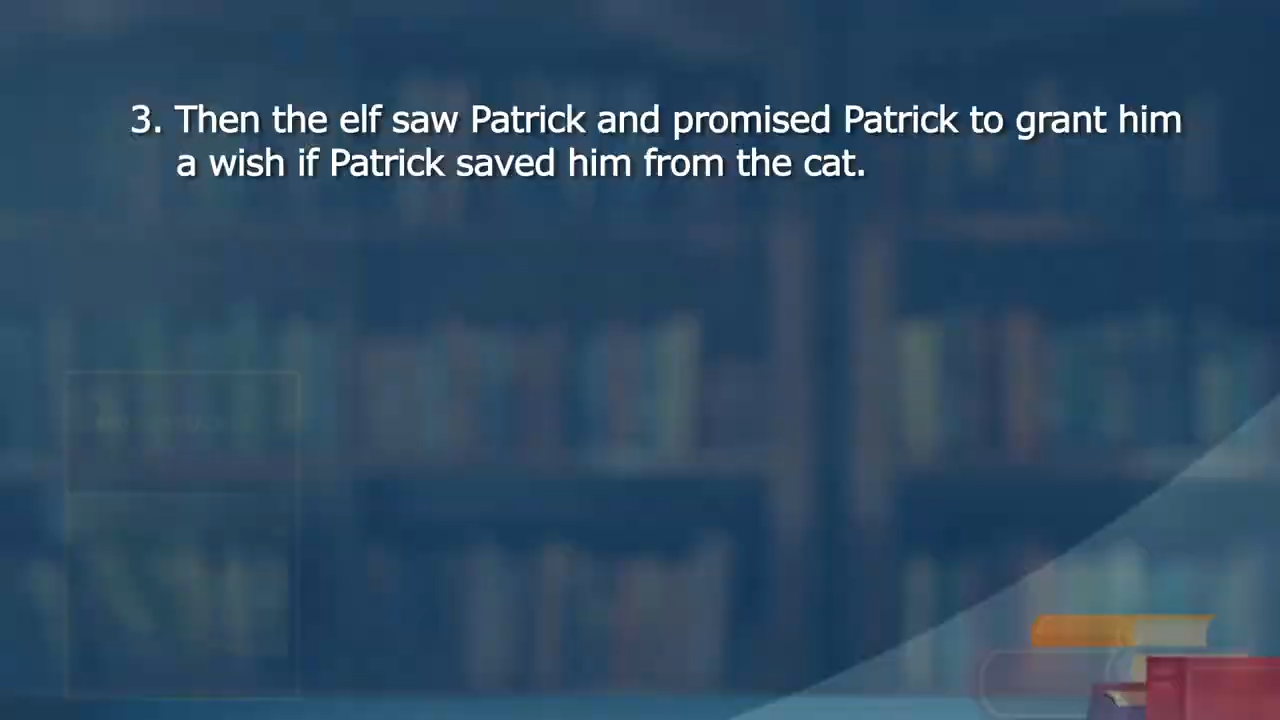 3. Then the elf saw Patrick and promised Patrick to grant him
a wish if Patrick saved him from the cat.